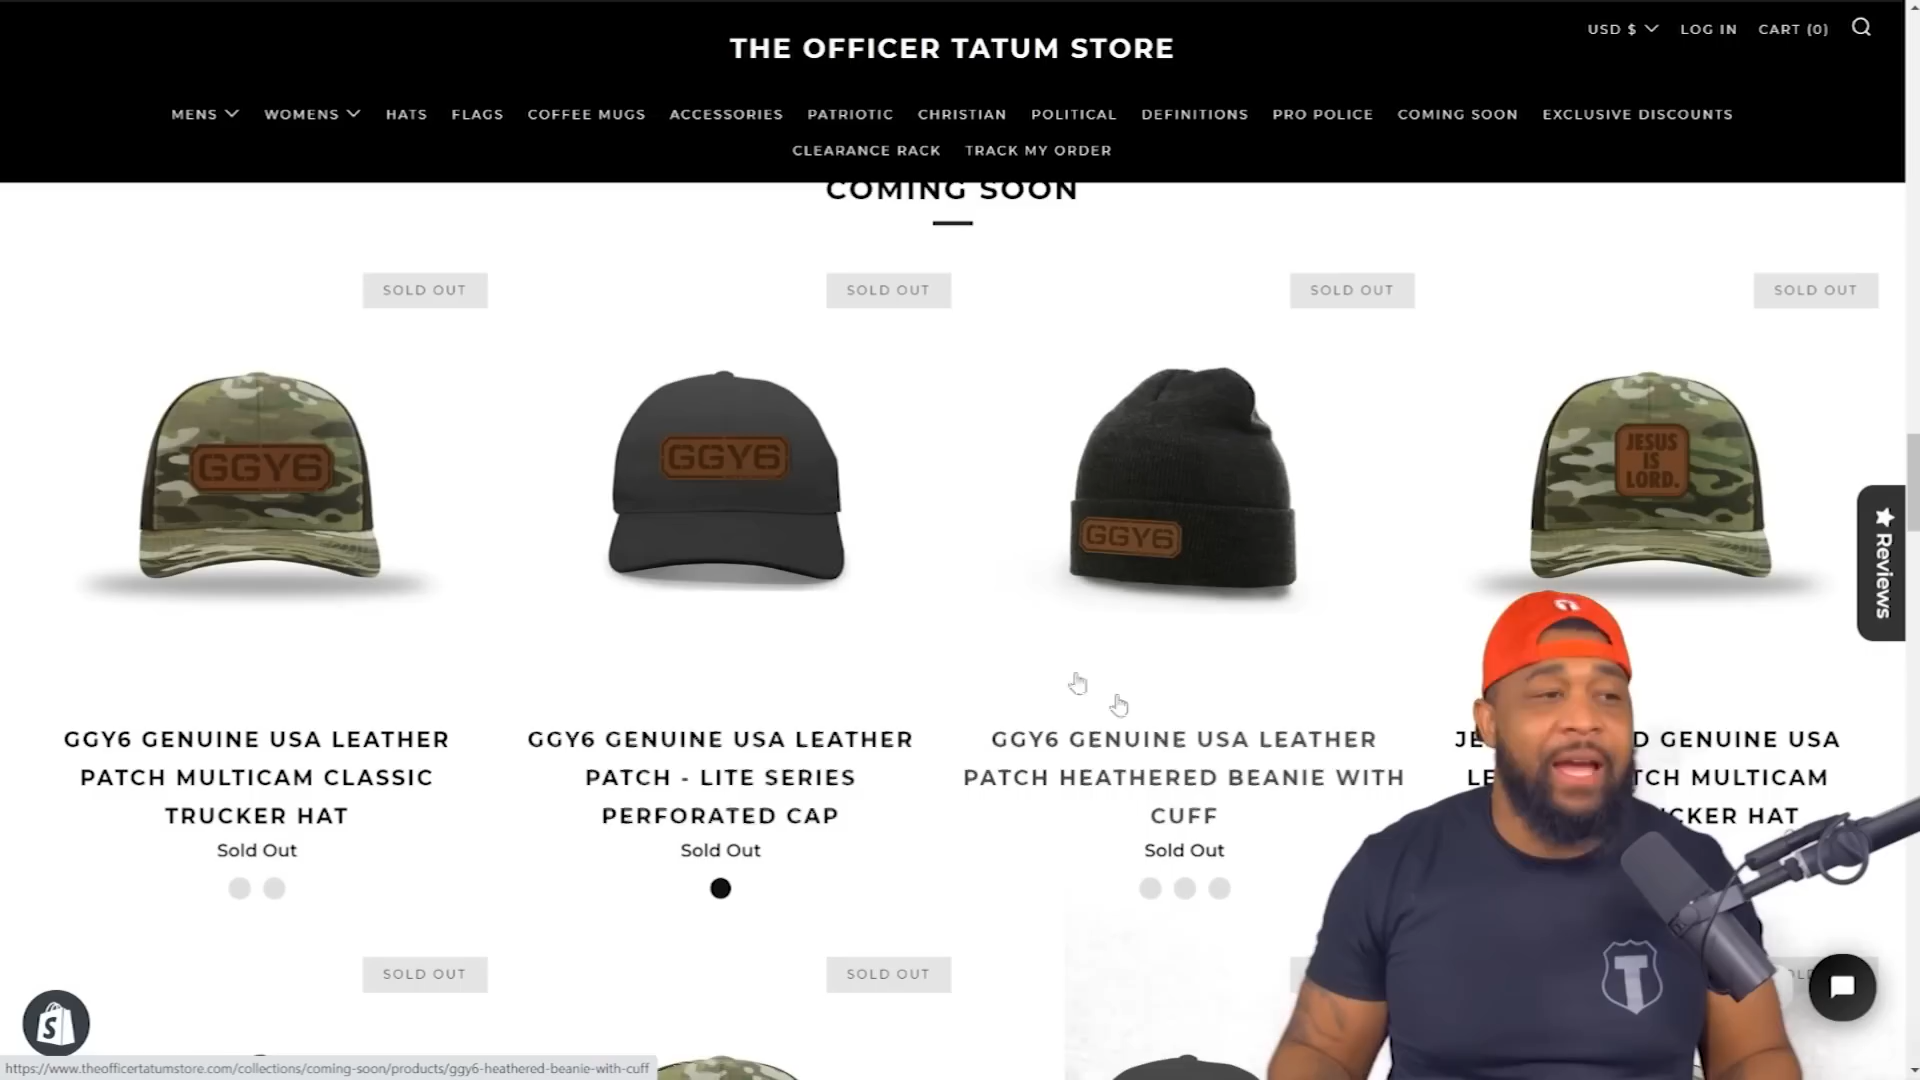 USD $
LOG IN
CART (0)
THE OFFICER TATUM STORE
MENS
WOMENS
HATS
FLAGS
COFFEE MUGS
ACCESSORIES
PATRIOTIC
CHRISTIAN
POLITICAL
DEFINITIONS
PRO POLICE
COMING SOON
EXCLUSIVE DISCOUNTS
CLEARANCE RACK
TRACK MY ORDER
COMING SOON
SOLD OUT
SOLD OUT
SOLD OUT
SOLD OUT
GGY6
GGY6
GGY6
JESUS
IS
LORD.
Reviews
GGY6 GENUINE USA LEATHER
PATCH MULTICAM CLASSIC
TRUCKER HAT
Sold Out
GGY6 GENUINE USA LEATHER
PATCH - LITE SERIES
PERFORATED CAP
Sold Out
GGY6 GENUINE USA LEATHER
PATCH HEATHERED BEANIE WITH
CUFF
Sold Out
GENUINE USA
MULTICAM
HAT
SOLD OUT
SOLD OUT
T
S
https://www.theofficertatumstore.com/collections/coming-soon/products/ggy6-heathered-beanie-with-cuff